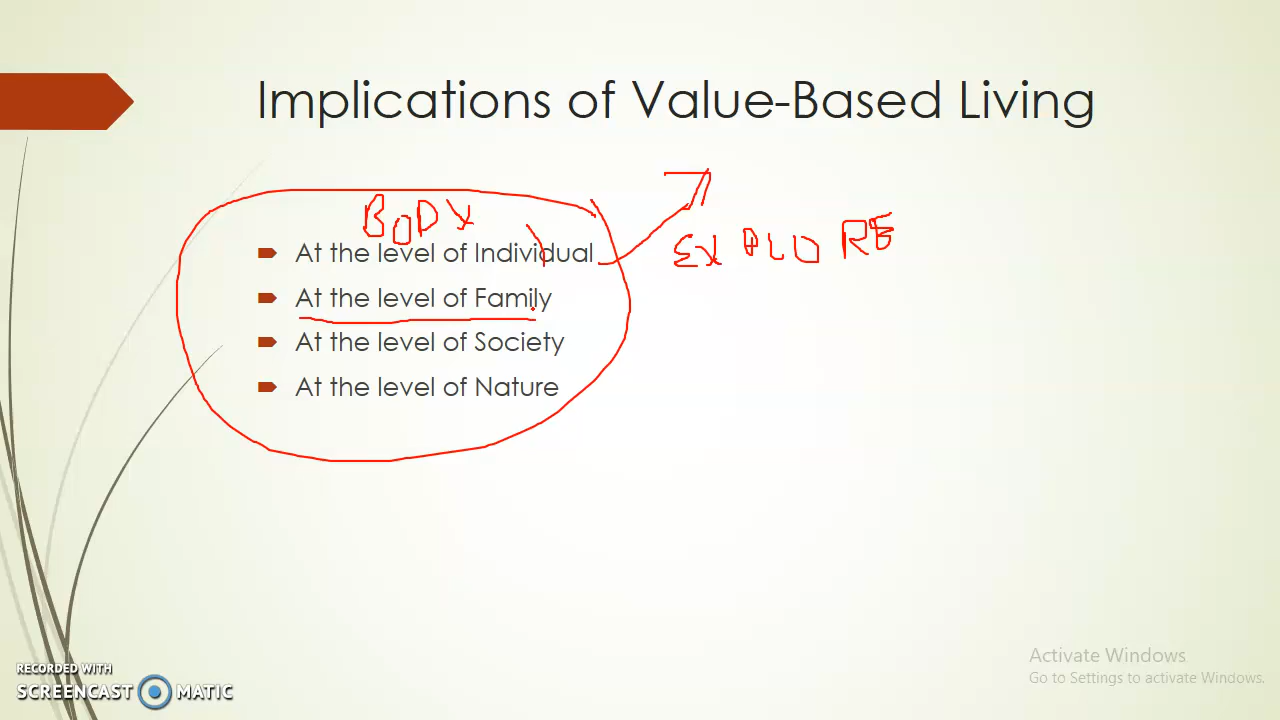 Implications of Value-Based Living
BODY
At the level of Individual
EXPLORE
At the level of Family
At the level of Society
At the level of Nature
Activate Windows
Go to Settings to activate Windows.
RECORDED WITH
SCREENCAST MATIC